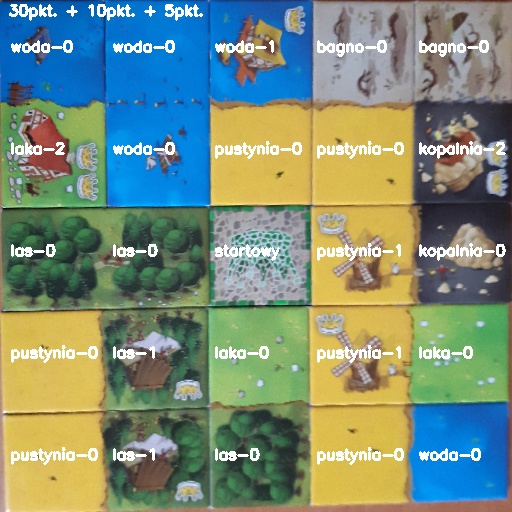 30pkt. + 10pkt. + 5pkt.
woda-0 woda-0 woda-1 bagno-0 bagno-0
laka-2 woda-0 pustynia-0 pustynia-0 kopalnia-2
las-0 las-0 startowy pustynia-1 kopalnia-0
pustynia-0 las-1 laka-0 pustynia-1 laka-0
pustynia-0 las-1 las-0 pustynia-0 woda-0